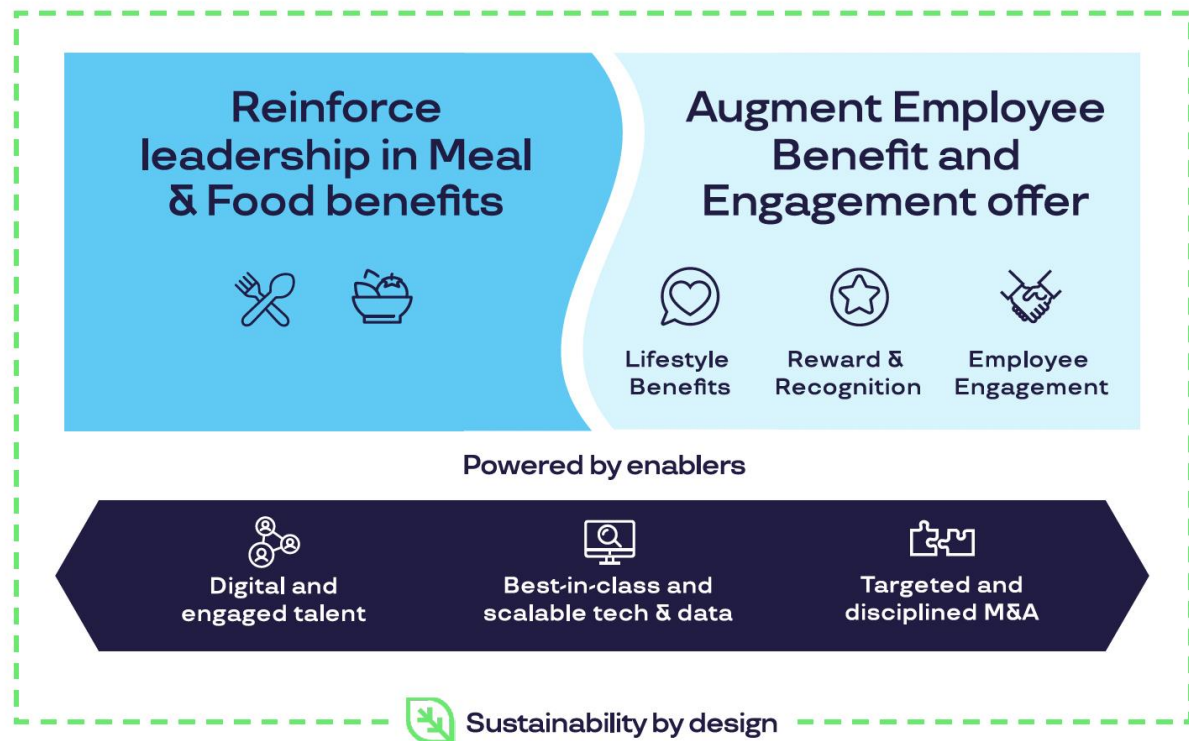 Reinforce
leadership in Meal
& Food benefits
Augment Employee
Benefit and
Engagement offer
Lifestyle
Benefits
Reward &
Recognition
Employee
Engagement
Powered by enablers
Digital and
engaged talent
Best-in-class and
scalable tech & data
Targeted and
disciplined M&A
Sustainability by design